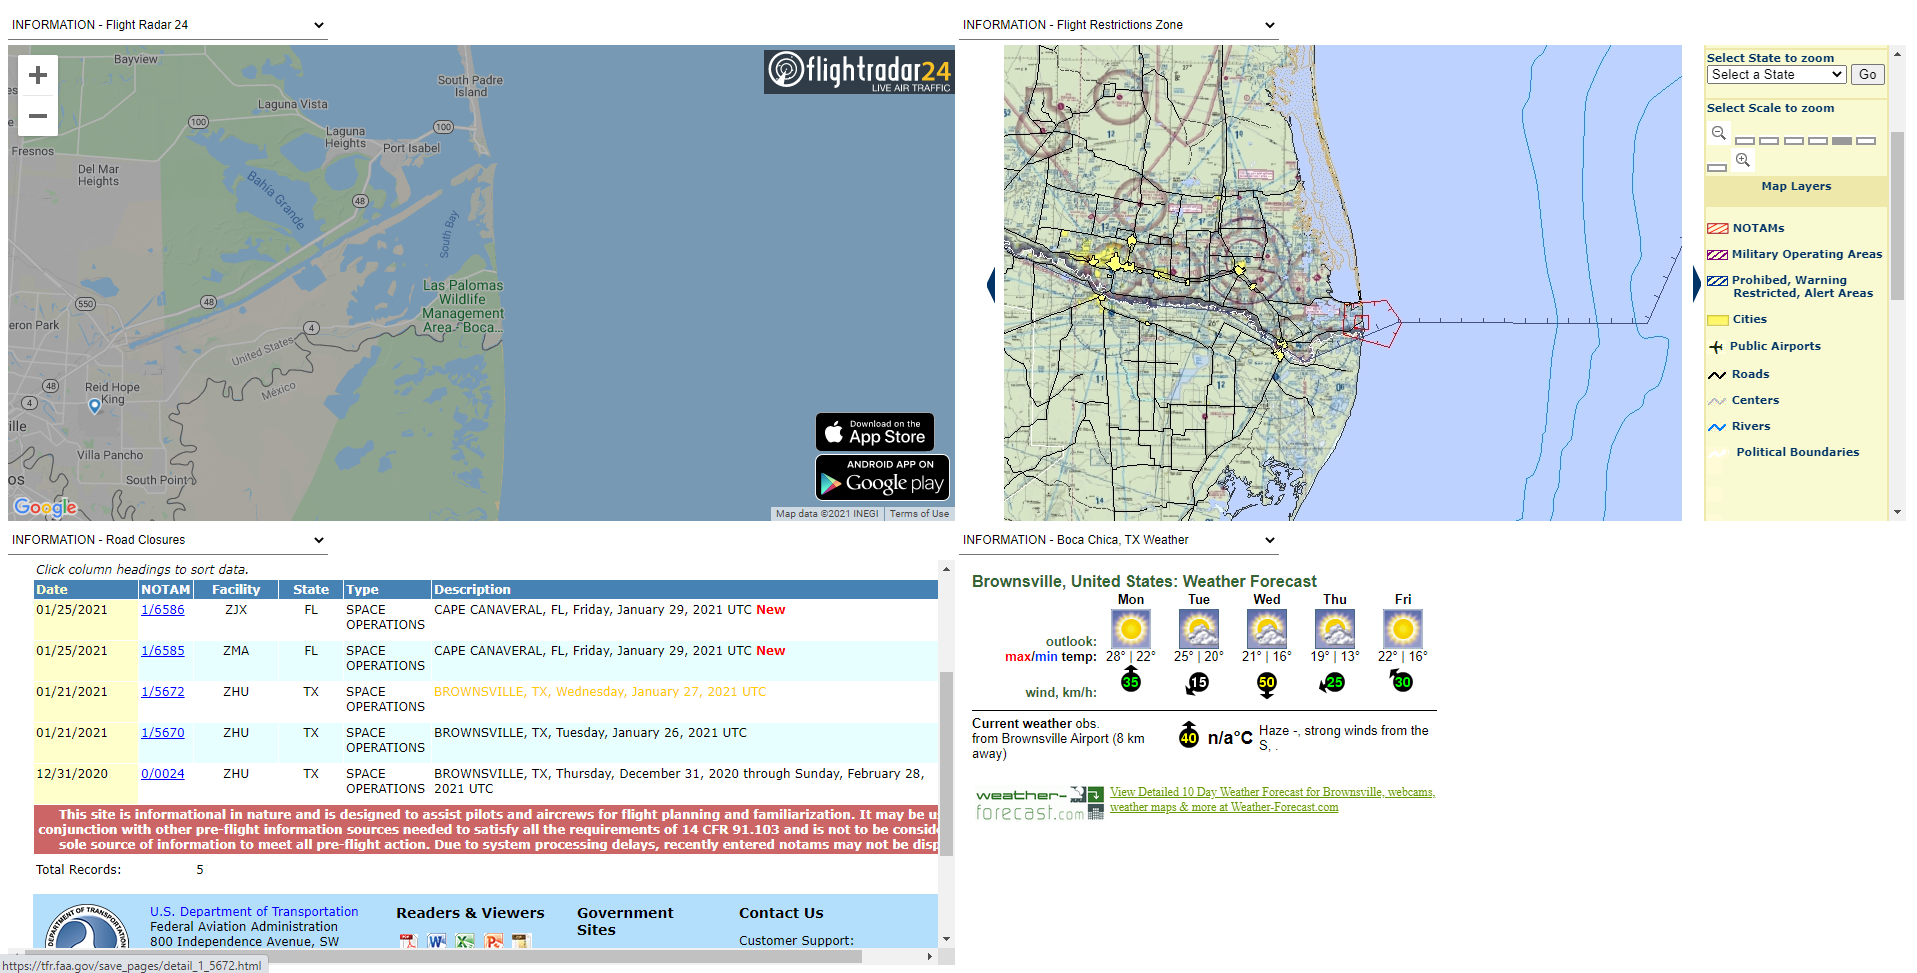 INFORMATION - Flight Radar 24
INFORMATION - Flight Restrictions Zone
+
−
Bayview
South Padre
Island
Laguna Vista
100
Laguna
Heights
100
Port Isabel
Fresnos
Del Mar
Heights
Bahia Grande
48
South Bay
Las Palomas
Wildlife
Management
Area - Boca...
48
550
eron Park
4
United States
México
48
Reid Hope
King
4
ville
Villa Pancho
South Point
os
Google
flightradar24
LIVE AIR TRAFFIC
Download on the
App Store
ANDROID APP ON
Google play
Map data ©2021 INEGI
Terms of Use
Select State to zoom
Select a State
Go
Select Scale to zoom
Map Layers
NOTAMs
Military Operating Areas
Prohibed, Warning
Restricted, Alert Areas
Cities
Public Airports
Roads
Centers
Rivers
Political Boundaries
INFORMATION - Road Closures
Click column headings to sort data.
Date NOTAM Facility State Type Description
01/25/2021 1/6586 ZJX FL SPACE OPERATIONS CAPE CANAVERAL, FL, Friday, January 29, 2021 UTC New
01/25/2021 1/6585 ZMA FL SPACE OPERATIONS CAPE CANAVERAL, FL, Friday, January 29, 2021 UTC New
01/21/2021 1/5672 ZHU TX SPACE OPERATIONS BROWNSVILLE, TX, Wednesday, January 27, 2021 UTC
01/21/2021 1/5670 ZHU TX SPACE OPERATIONS BROWNSVILLE, TX, Tuesday, January 26, 2021 UTC
12/31/2020 0/0024 ZHU TX SPACE OPERATIONS BROWNSVILLE, TX, Thursday, December 31, 2020 through Sunday, February 28, 2021 UTC
This site is informational in nature and is designed to assist pilots and aircrews for flight planning and familiarization. It may be us
conjunction with other pre-flight information sources needed to satisfy all the requirements of 14 CFR 91.103 and is not to be conside
sole source of information to meet all pre-flight action. Due to system processing delays, recently entered notams may not be disp
Total Records: 5
DEPARTMENT OF TRANSPORTATION
U.S. Department of Transportation
Federal Aviation Administration
800 Independence Avenue, SW
Readers & Viewers
Government
Sites
Contact Us
Customer Support:
https://tfr.faa.gov/save_pages/detail_1_5672.html
INFORMATION - Boca Chica, TX Weather
Brownsville, United States: Weather Forecast
Mon Tue Wed Thu Fri
outlook:
max/min temp: 28° | 22° 25° | 20° 21° | 16° 19° | 13° 22° | 16°
wind, km/h: 35 15 50 25 30
Current weather obs.
from Brownsville Airport (8 km
away)
40 n/a°C
Haze -, strong winds from the
S, .
weather-
forecast.com
View Detailed 10 Day Weather Forecast for Brownsville, webcams,
weather maps & more at Weather-Forecast.com